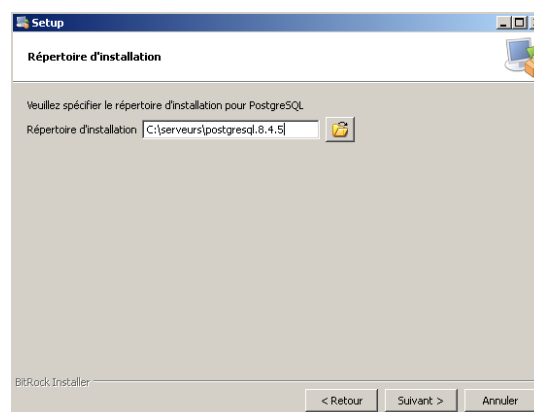 Setup
Répertoire d'installation
Veuillez spécifier le répertoire d'installation pour PostgreSQL
Répertoire d'installation C:\serveurs\postgresql.8.4.5
BitRock Installer
< Retour Suivant > Annuler